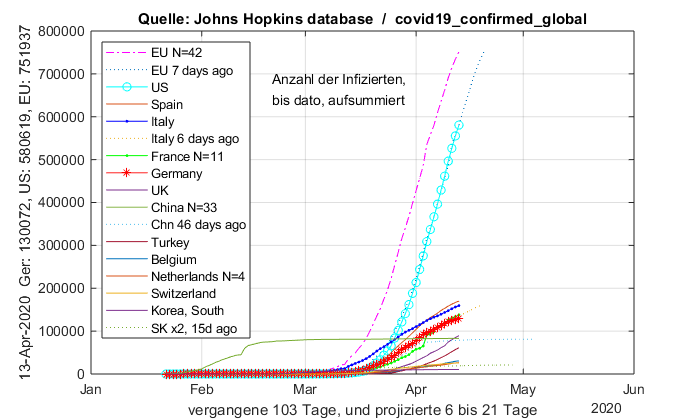 Quelle: Johns Hopkins database / covid19_confirmed_global
13-Apr-2020 Ger: 130072, US: 580619, EU: 751937
800000
700000
600000
500000
400000
300000
200000
100000
0
EU N=42
EU 7 days ago
US
Spain
Italy
Italy 6 days ago
France N=11
Germany
UK
China N=33
Chn 46 days ago
Turkey
Belgium
Netherlands N=4
Switzerland
Korea, South
SK x2, 15d ago
Anzahl der Infizierten,
bis dato, aufsummiert
Jan Feb Mar Apr May Jun
vergangene 103 Tage, und projizierte 6 bis 21 Tage
2020